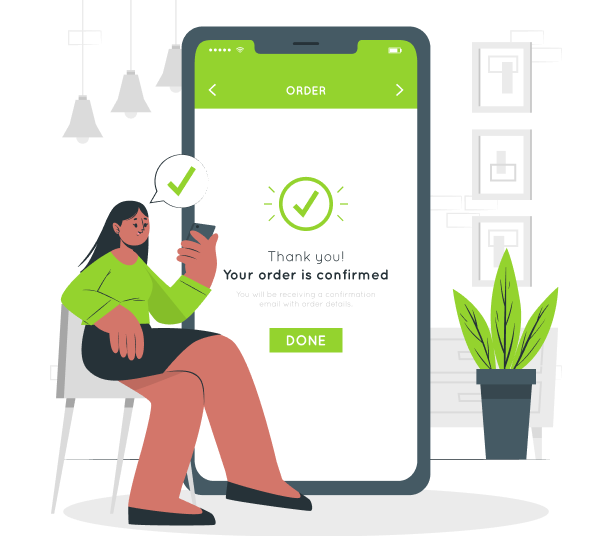 ORDER
Thank you!
Your order is confirmed
You will be receiving a confirmation
email with order details
DONE